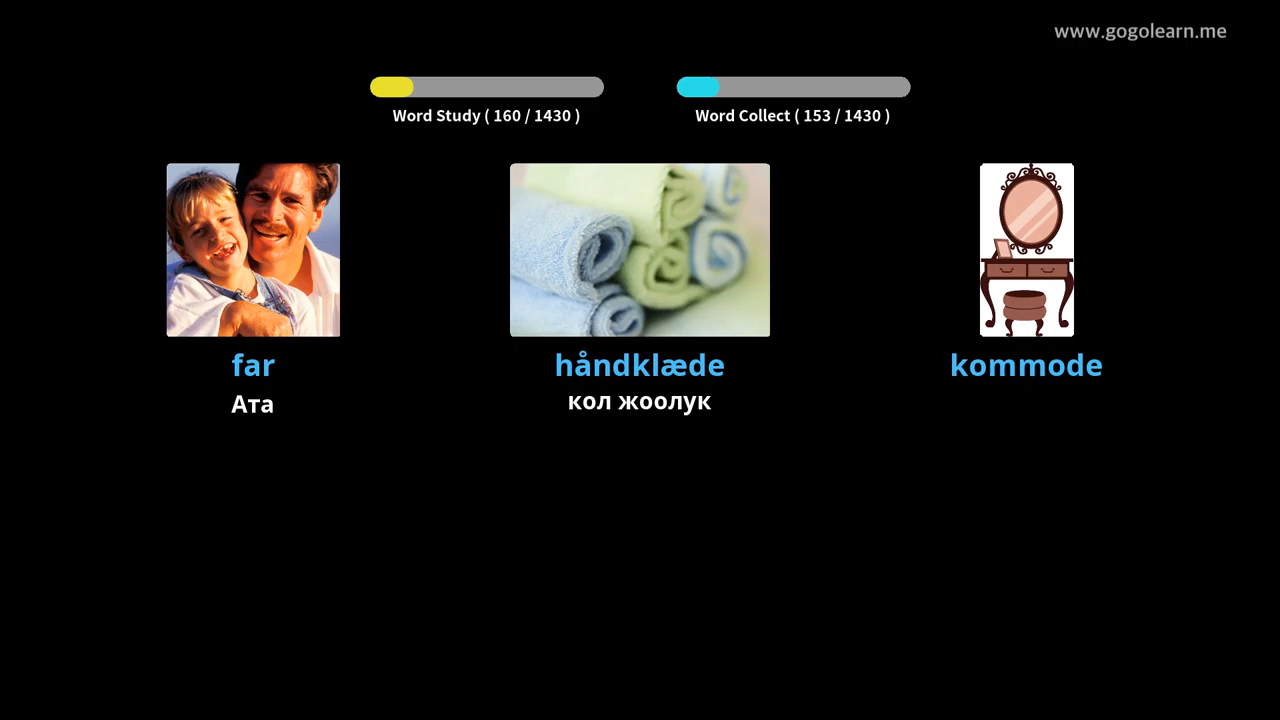 www.gogolearn.me
Word Study ( 160 / 1430 )
Word Collect ( 153 / 1430 )
far
håndklæde
kommode
Ата
кол жоолук